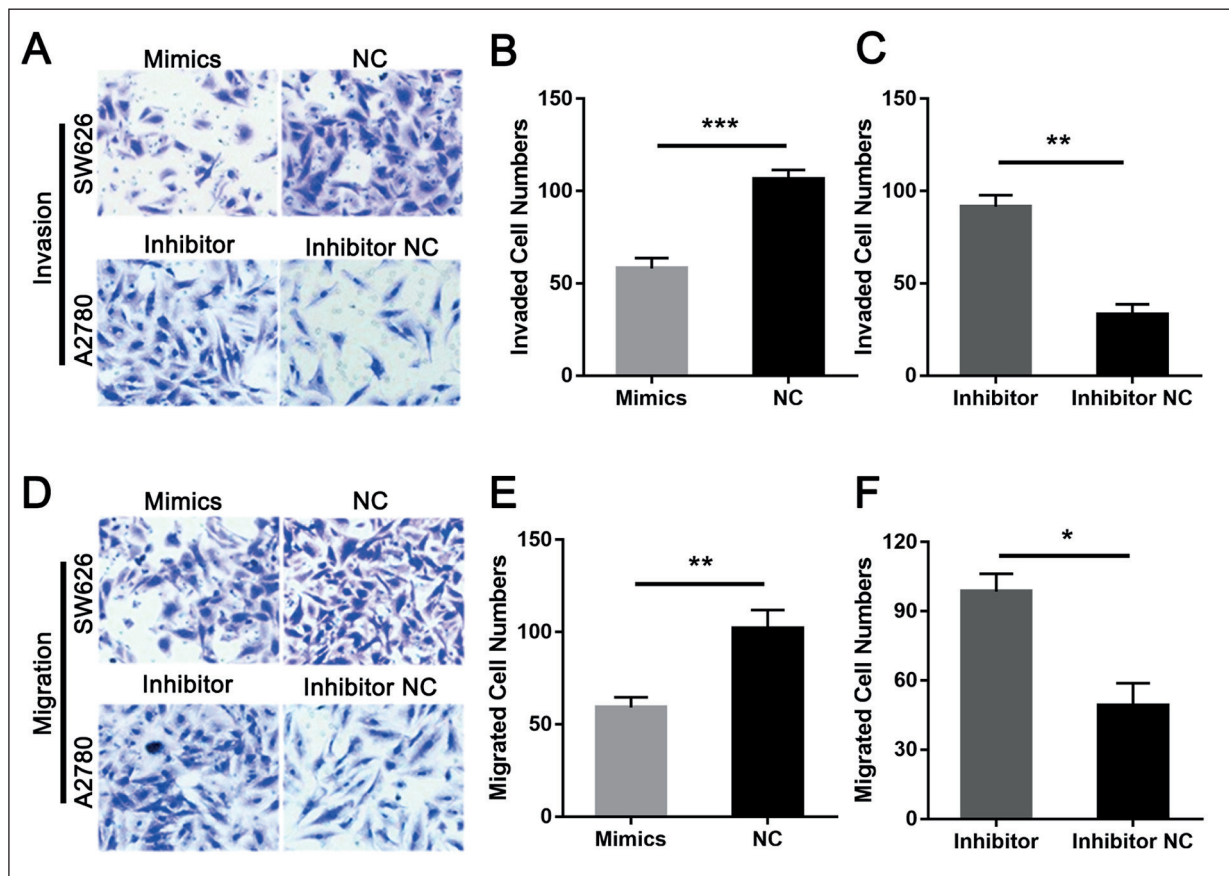 A
Mimics
NC
SW626
Invasion
Inhibitor
Inhibitor NC
A2780
B
Invaded Cell Numbers
150
100
50
0
***
Mimics
NC
C
Invaded Cell Numbers
150
100
50
0
**
Inhibitor
Inhibitor NC
D
Mimics
NC
SW626
Migration
Inhibitor
Inhibitor NC
A2780
E
Migrated Cell Numbers
150
100
50
0
**
Mimics
NC
F
Migrated Cell Numbers
120
90
60
30
0
*
Inhibitor
Inhibitor NC